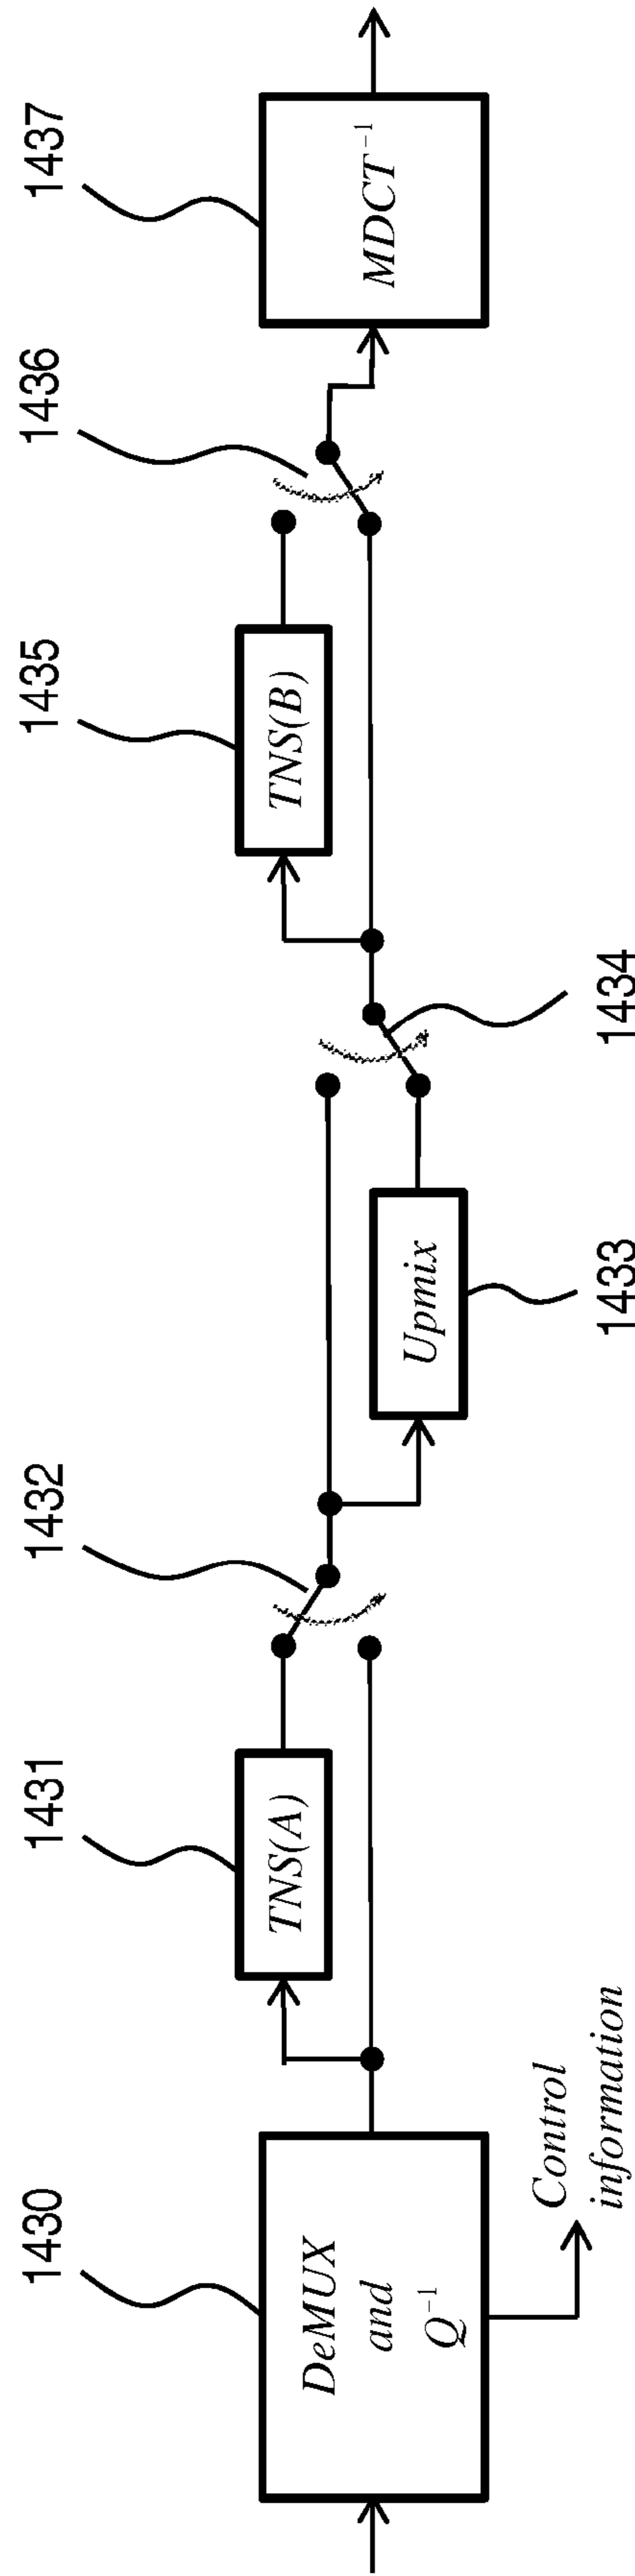 1430
DeMUX
and
Q⁻¹
Control
information
1431
TNS(A)
1432
Upmix
1433
1434
1435
TNS(B)
1436
1437
MDCT⁻¹